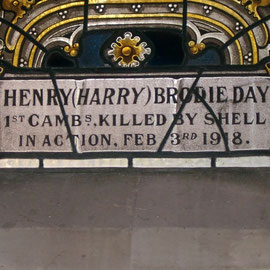 HENRY (HARRY) BRODIE DAY
1ST CAMBS, KILLED BY SHELL
IN ACTION, FEB 3RD 1918.